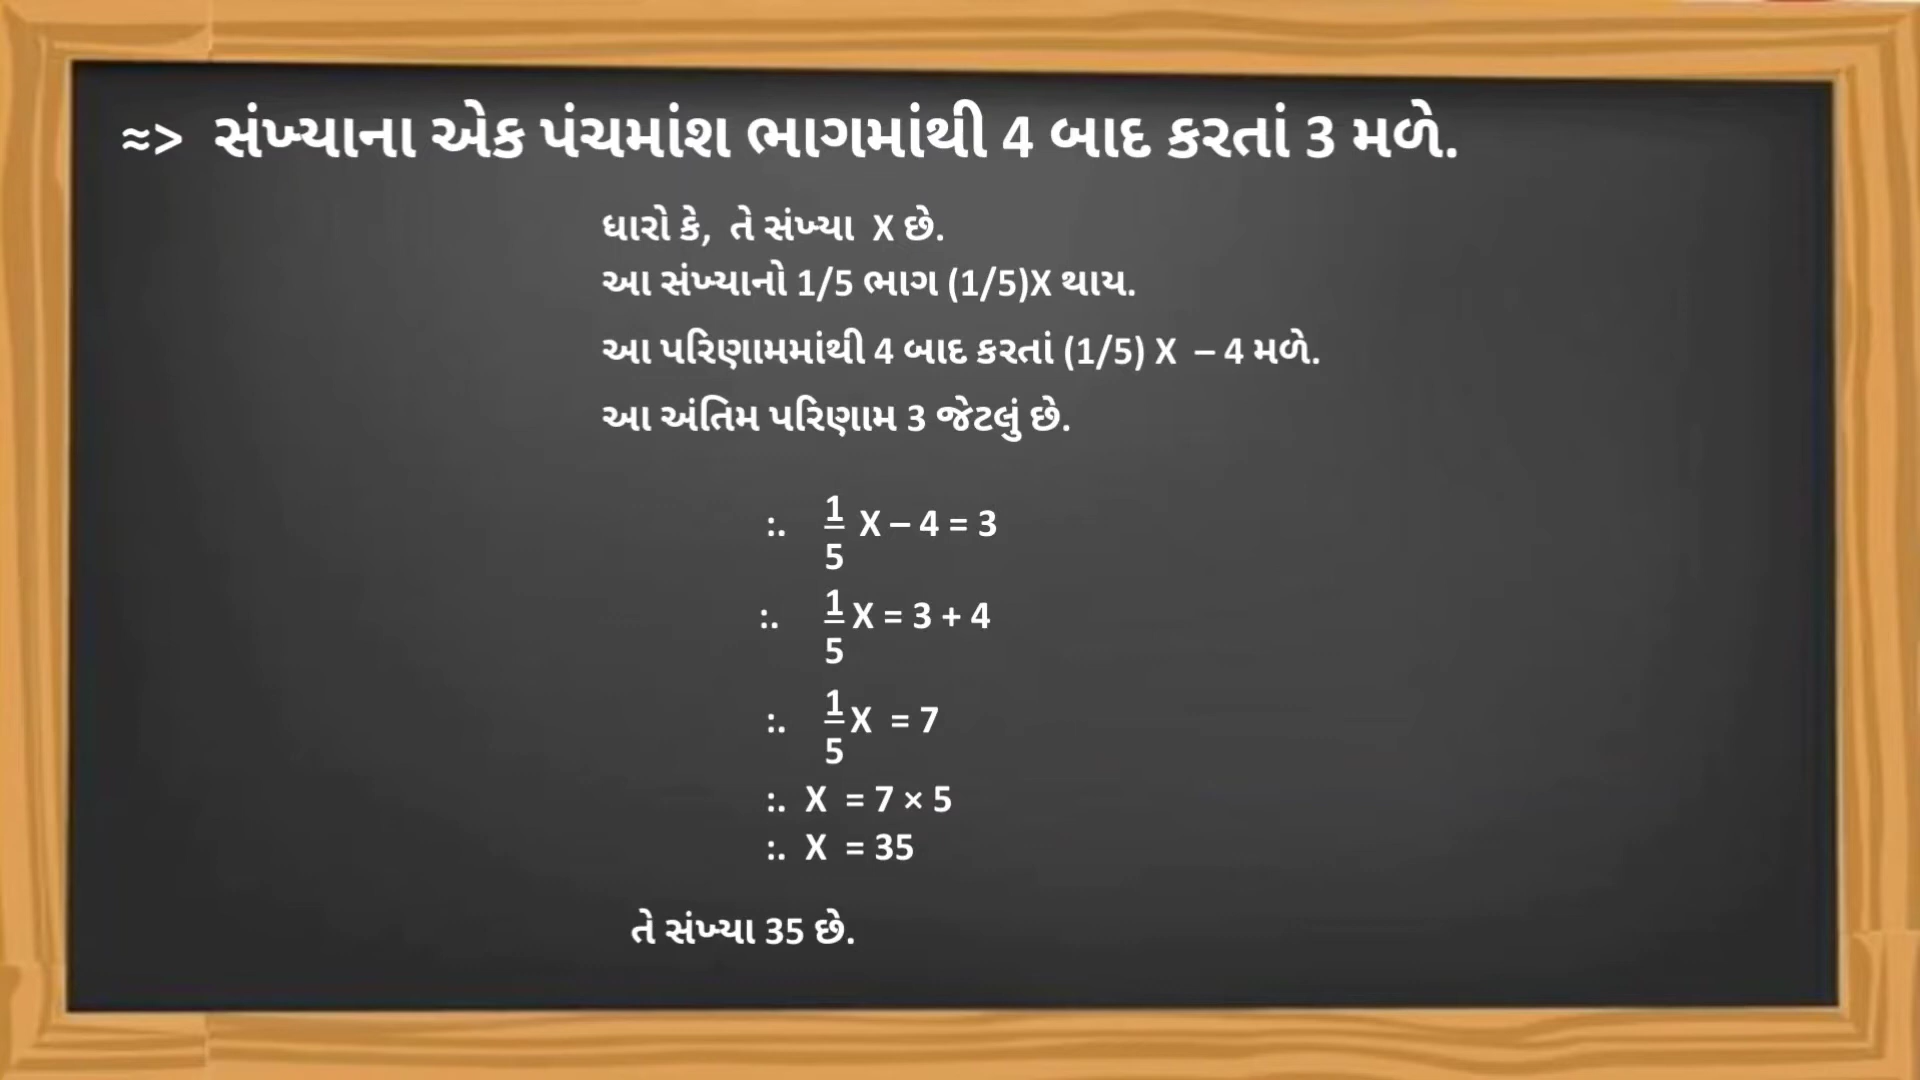 ≈> સંખ્યાના એક પંચમાંશ ભાગમાંથી 4 બાદ કરતાં 3 મળે.
ધારો કે, તે સંખ્યા X છે.
આ સંખ્યાનો 1/5 ભાગ (1/5)X થાય.
આ પરિણામમાંથી 4 બાદ કરતાં (1/5) X – 4 મળે.
આ અંતિમ પરિણામ 3 જેટલું છે.
:. 1/5 X – 4 = 3
:. 1/5 X = 3 + 4
:. 1/5 X = 7
:. X = 7 × 5
:. X = 35
તે સંખ્યા 35 છે.